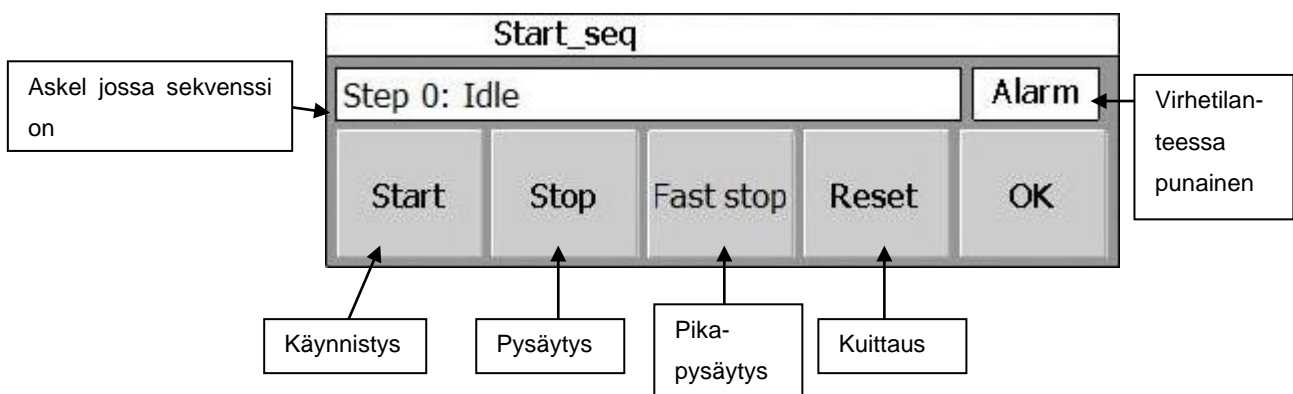 Start_seq
Askel jossa sekvenssi
on
Step 0: Idle
Alarm
Virhetilan-
teessa
punainen
Start
Stop
Fast stop
Reset
OK
Käynnistys
Pysäytys
Pika-
pysäytys
Kuittaus